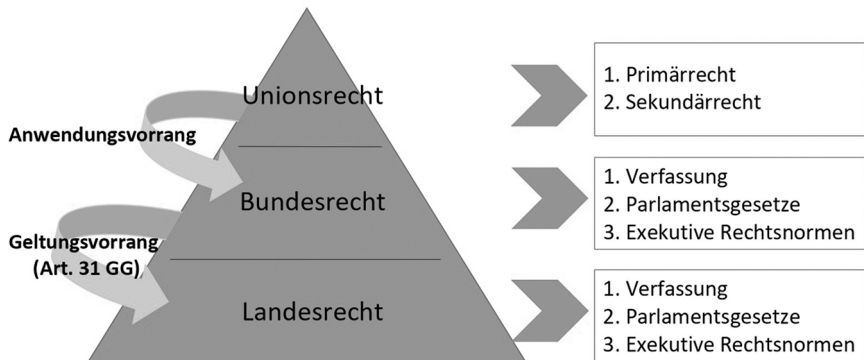 Unionsrecht
1. Primärrecht
2. Sekundärrecht
Anwendungsvorrang
Bundesrecht
1. Verfassung
2. Parlamentsgesetze
3. Exekutive Rechtsnormen
Geltungsvorrang
(Art. 31 GG)
Landesrecht
1. Verfassung
2. Parlamentsgesetze
3. Exekutive Rechtsnormen